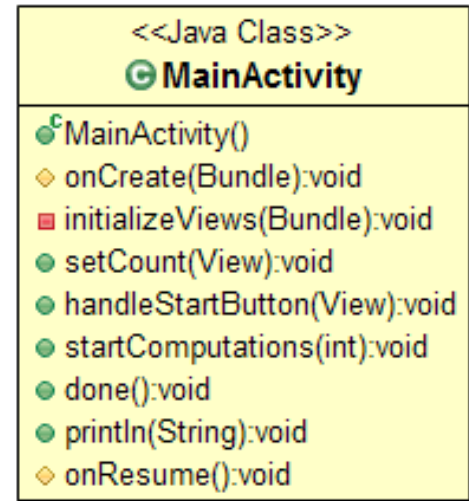 <<Java Class>>
C MainActivity
C MainActivity()
onCreate(Bundle):void
initializeViews(Bundle):void
setCount(View):void
handleStartButton(View):void
startComputations(int):void
done():void
println(String):void
onResume():void